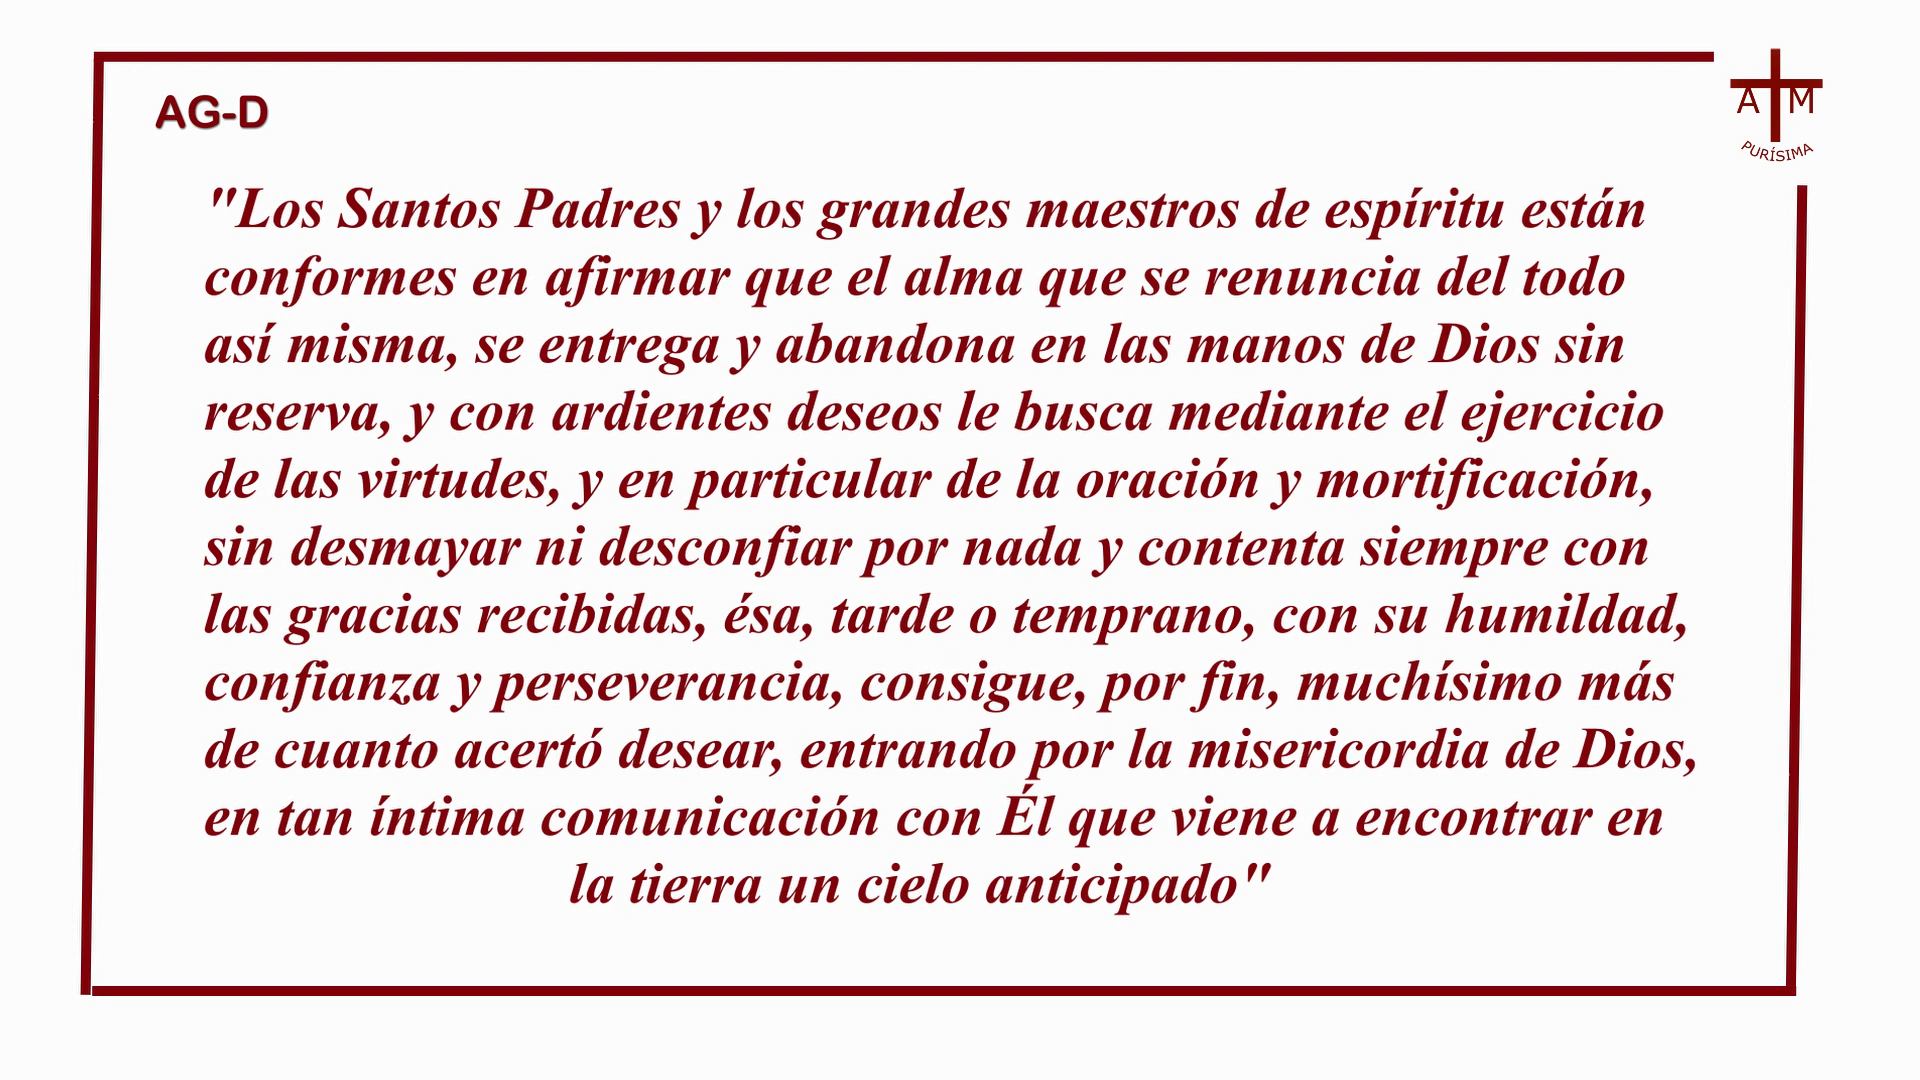 AG-D
A M
PURÍSIMA
"Los Santos Padres y los grandes maestros de espíritu están
conformes en afirmar que el alma que se renuncia del todo
así misma, se entrega y abandona en las manos de Dios sin
reserva, y con ardientes deseos le busca mediante el ejercicio
de las virtudes, y en particular de la oración y mortificación,
sin desmayar ni desconfiar por nada y contenta siempre con
las gracias recibidas, ésa, tarde o temprano, con su humildad,
confianza y perseverancia, consigue, por fin, muchísimo más
de cuanto acertó desear, entrando por la misericordia de Dios,
en tan íntima comunicación con Él que viene a encontrar en
la tierra un cielo anticipado"